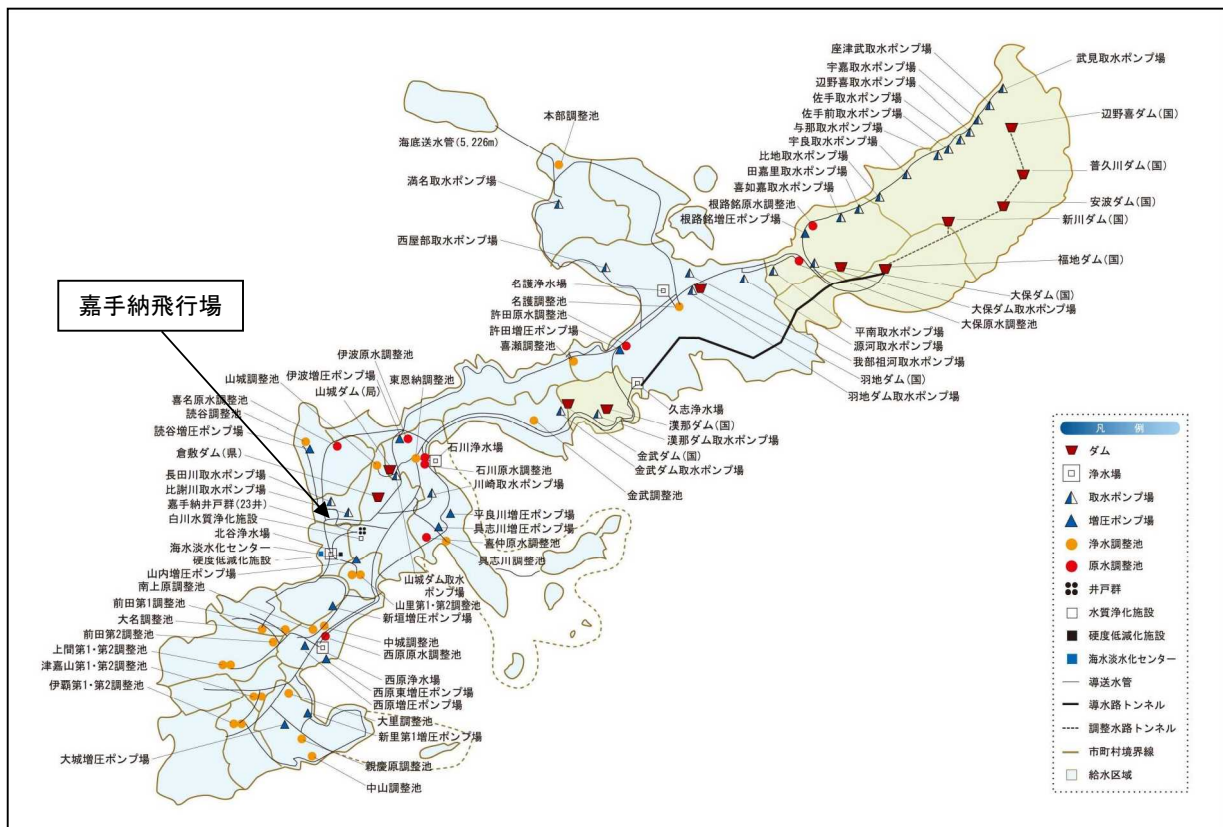 座津武取水ポンプ場
宇嘉取水ポンプ場
辺野喜取水ポンプ場
佐手取水ポンプ場
佐手前取水ポンプ場
与那取水ポンプ場
宇良取水ポンプ場
比地取水ポンプ場
田嘉里取水ポンプ場
喜如嘉取水ポンプ場
根路銘原水調整池
根路銘増圧ポンプ場
武見取水ポンプ場
辺野喜ダム(国)
普久川ダム(国)
安波ダム(国)
新川ダム(国)
福地ダム(国)
大保ダム(国)
大保ダム取水ポンプ場
大保原水調整池
平南取水ポンプ場
源河取水ポンプ場
我部祖河取水ポンプ場
羽地ダム(国)
羽地ダム取水ポンプ場
本部調整池
海底送水管(5,226m)
満名取水ポンプ場
西屋部取水ポンプ場
名護浄水場
名護調整池
許田原水調整池
許田増圧ポンプ場
喜瀬調整池
久志浄水場
漢那ダム(国)
漢那ダム取水ポンプ場
金武ダム(国)
金武ダム取水ポンプ場
金武調整池
嘉手納飛行場
伊波原水調整池
伊波増圧ポンプ場
東恩納調整池
山城調整池
山城ダム(局)
喜名原水調整池
読谷調整池
読谷増圧ポンプ場
倉敷ダム(県)
長田川取水ポンプ場
比謝川取水ポンプ場
嘉手納井戸群(23井)
白川水質浄化施設
北谷浄水場
海水淡水化センター
硬度低減化施設
山内増圧ポンプ場
南上原調整池
前田第1調整池
大名調整池
前田第2調整池
上間第1・第2調整池
津嘉山第1・第2調整池
伊覇第1・第2調整池
大城増圧ポンプ場
石川浄水場
石川原水調整池
川崎取水ポンプ場
平良川増圧ポンプ場
具志川増圧ポンプ場
喜仲原水調整池
具志川調整池
山城ダム取水
ポンプ場
山里第1・第2調整池
新垣増圧ポンプ場
中城調整池
西原原水調整池
西原浄水場
西原東増圧ポンプ場
西原増圧ポンプ場
大里調整池
新里第1増圧ポンプ場
親慶原調整池
中山調整池
凡例
ダム
浄水場
取水ポンプ場
増圧ポンプ場
浄水調整池
原水調整池
井戸群
水質浄化施設
硬度低減化施設
海水淡水化センター
導送水管
導水路トンネル
調整水路トンネル
市町村境界線
給水区域